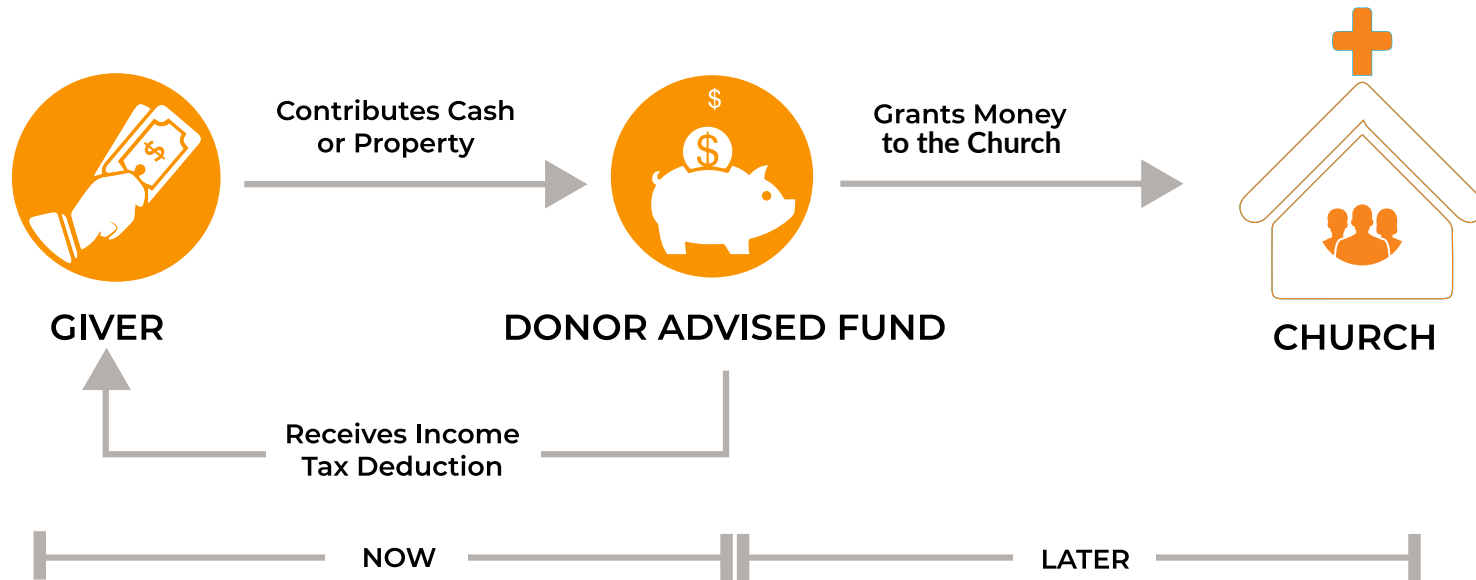 $
$
$
Contributes Cash
or Property
Grants Money
to the Church
GIVER
DONOR ADVISED FUND
CHURCH
Receives Income
Tax Deduction
NOW
LATER